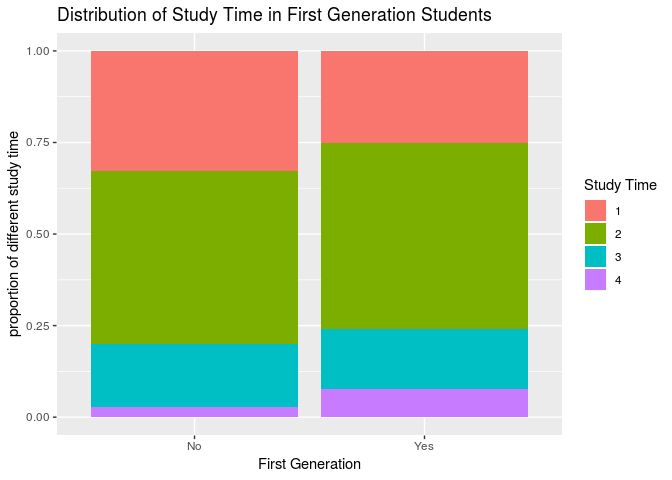 Distribution of Study Time in First Generation Students
proportion of different study time
1.00
0.75
0.50
0.25
0.00
No
Yes
First Generation
Study Time
1
2
3
4